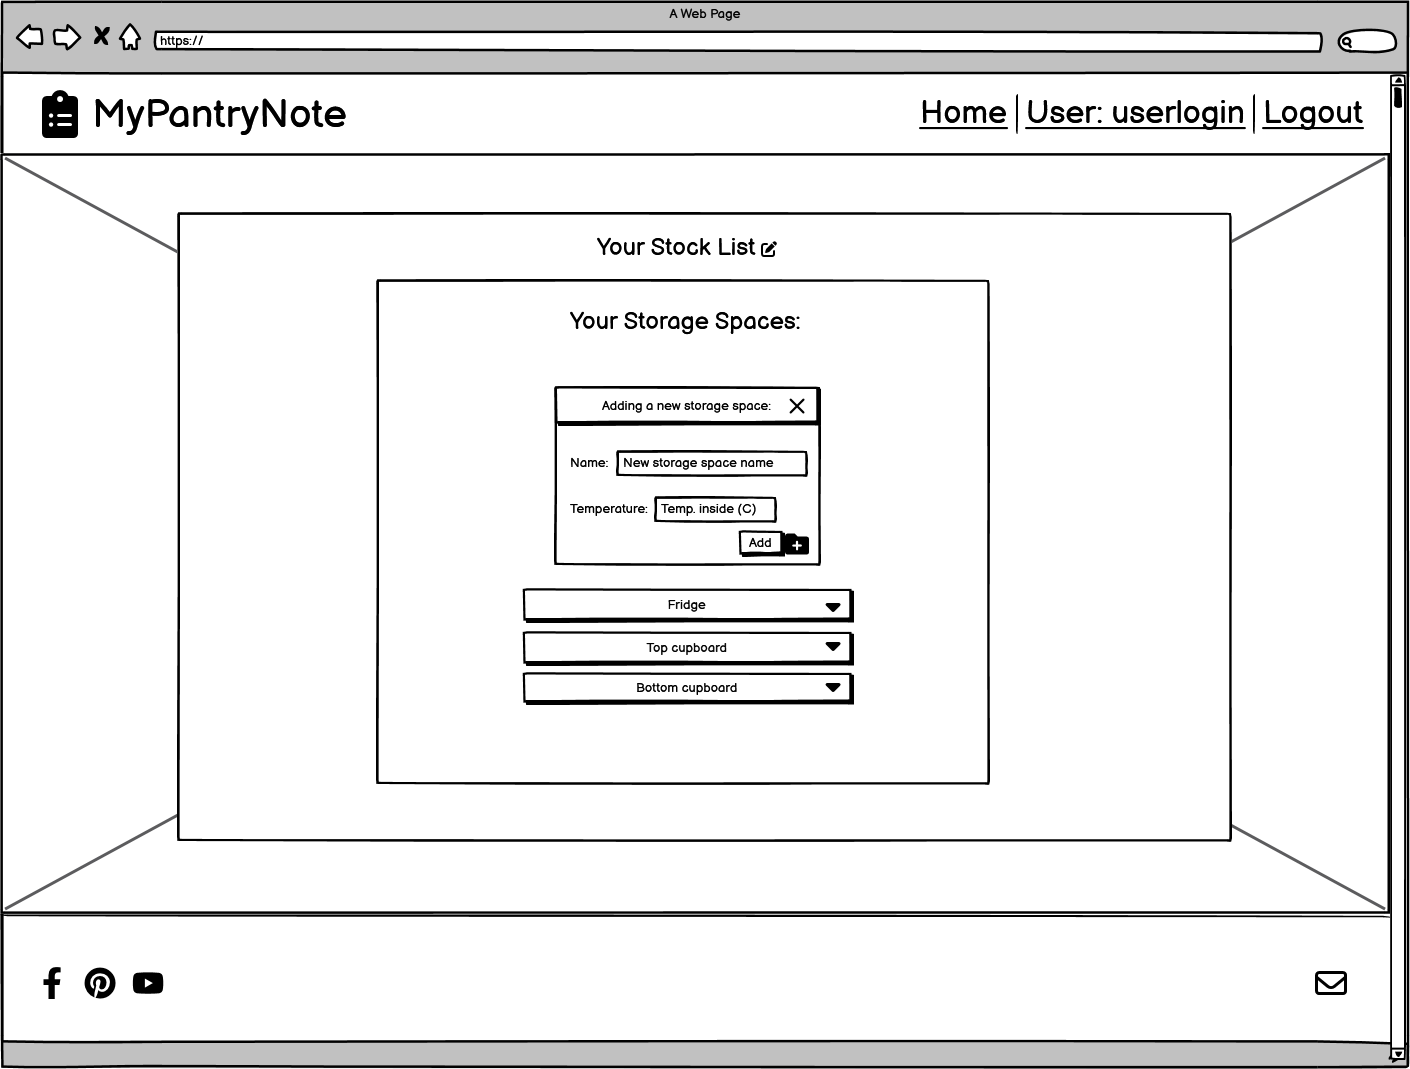 A Web Page
https://
MyPantryNote
Home User: userlogin Logout
Your Stock List
Your Storage Spaces:
Adding a new storage space:
Name: New storage space name
Temperature: Temp. inside (C)
Add
Fridge
Top cupboard
Bottom cupboard